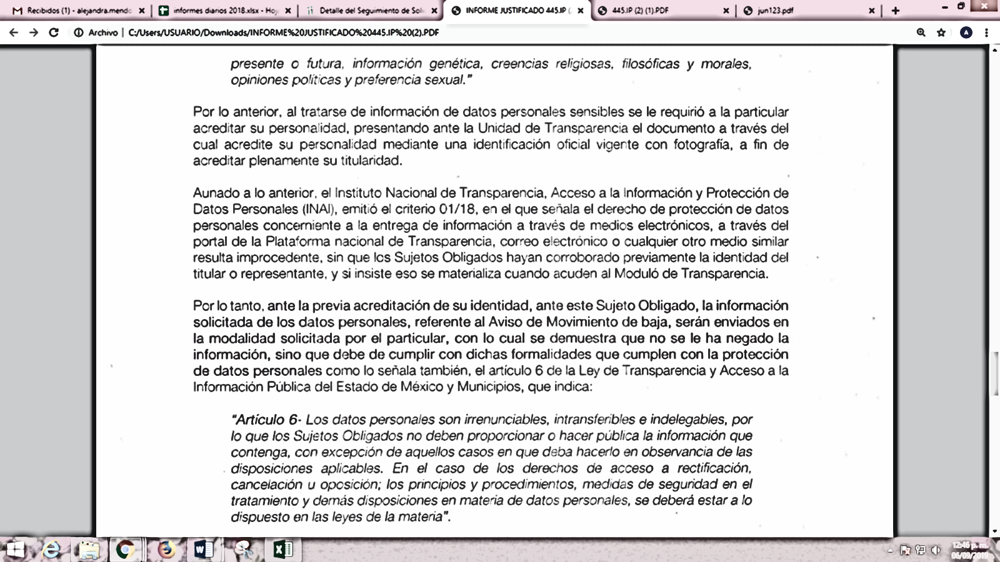 Recibidos (1) - alejandra.mendo
informes diarios 2018.xlsx - Hoj
Detalle del Seguimiento de Soli
INFORME JUSTIFICADO 445.IP (
445.IP (2) (1).PDF
jun123.pdf
Archivo | C:/Users/USUARIO/Downloads/INFORME%20JUSTIFICADO%20445.IP%20(2).PDF
A
presente o futura, información genética, creencias religiosas, filosóficas y morales,
opiniones políticas y preferencia sexual."
Por lo anterior, al tratarse de información de datos personales sensibles se le requirió a la particular
acreditar su personalidad, presentando ante la Unidad de Transparencia el documento a través del
cual acredite su personalidad mediante una identificación oficial vigente con fotografía, a fin de
acreditar plenamente su titularidad.
Aunado a lo anterior, el Instituto Nacional de Transparencia, Acceso a la Información y Protección de
Datos Personales (INAI), emitió el criterio 01/18, en el que señala el derecho de protección de datos
personales concerniente a la entrega de información a través de medios electrónicos, a través del
portal de la Plataforma nacional de Transparencia, correo electrónico o cualquier otro medio similar
resulta improcedente, sin que los Sujetos Obligados hayan corroborado previamente la identidad del
titular o representante, y si insiste eso se materializa cuando acuden al Moduló de Transparencia.
Por lo tanto, ante la previa acreditación de su identidad, ante este Sujeto Obligado, la información
solicitada de los datos personales, referente al Aviso de Movimiento de baja, serán enviados en
la modalidad solicitada por el particular, con lo cual se demuestra que no se le ha negado la
información, sino que debe de cumplir con dichas formalidades que cumplen con la protección
de datos personales como lo señala también, el artículo 6 de la Ley de Transparencia y Acceso a la
Información Pública del Estado de México y Municipios, que indica:
"Artículo 6- Los datos personales son irrenunciables, intransferibles e indelegables, por
lo que los Sujetos Obligados no deben proporcionar o hacer pública la información que
contenga, con excepción de aquellos casos en que deba hacerlo en observancia de las
disposiciones aplicables. En el caso de los derechos de acceso a rectificación,
cancelación u oposición; los principios y procedimientos, medidas de seguridad en el
tratamiento y demás disposiciones en materia de datos personales, se deberá estar a lo
dispuesto en las leyes de la materia".
12:46 p. m.
06/09/2019